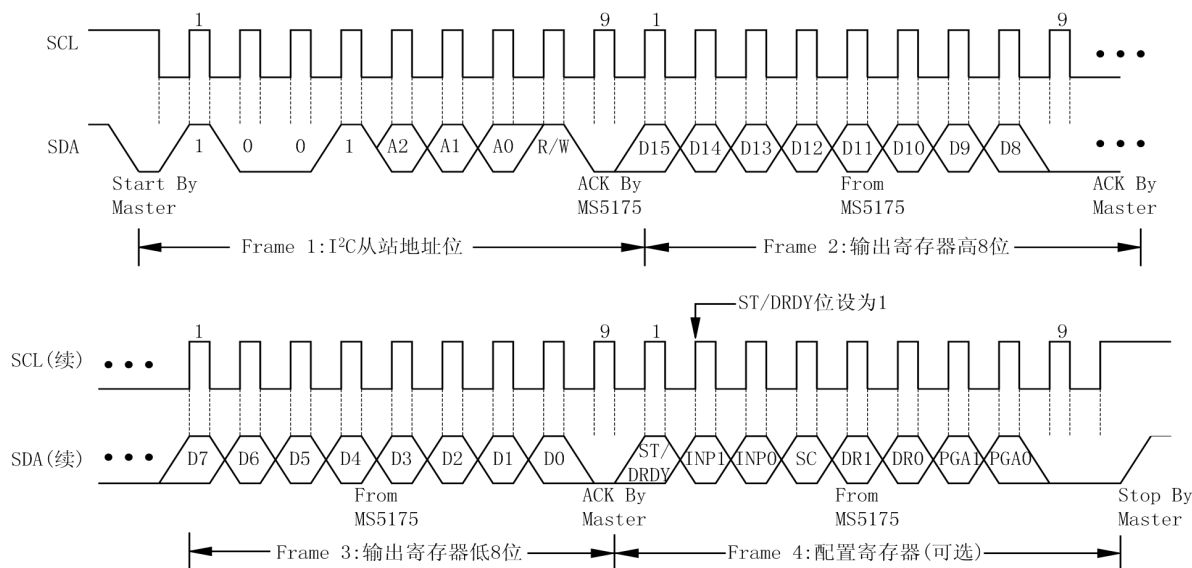 1 9 1 9
SCL
SDA
1 0 0 1 A2 A1 A0 R/W D15 D14 D13 D12 D11 D10 D9 D8
Start By Master
ACK By MS5175
From MS5175
ACK By Master
Frame 1:I²C从站地址位
Frame 2:输出寄存器高8位
ST/DRDY位设为1
1 9 1 9
SCL(续)
SDA(续)
D7 D6 D5 D4 D3 D2 D1 D0 ST/DRDY INP1 INP0 SC DR1 DR0 PGA1 PGA0
From MS5175
ACK By Master
From MS5175
Stop By Master
Frame 3:输出寄存器低8位
Frame 4:配置寄存器(可选)